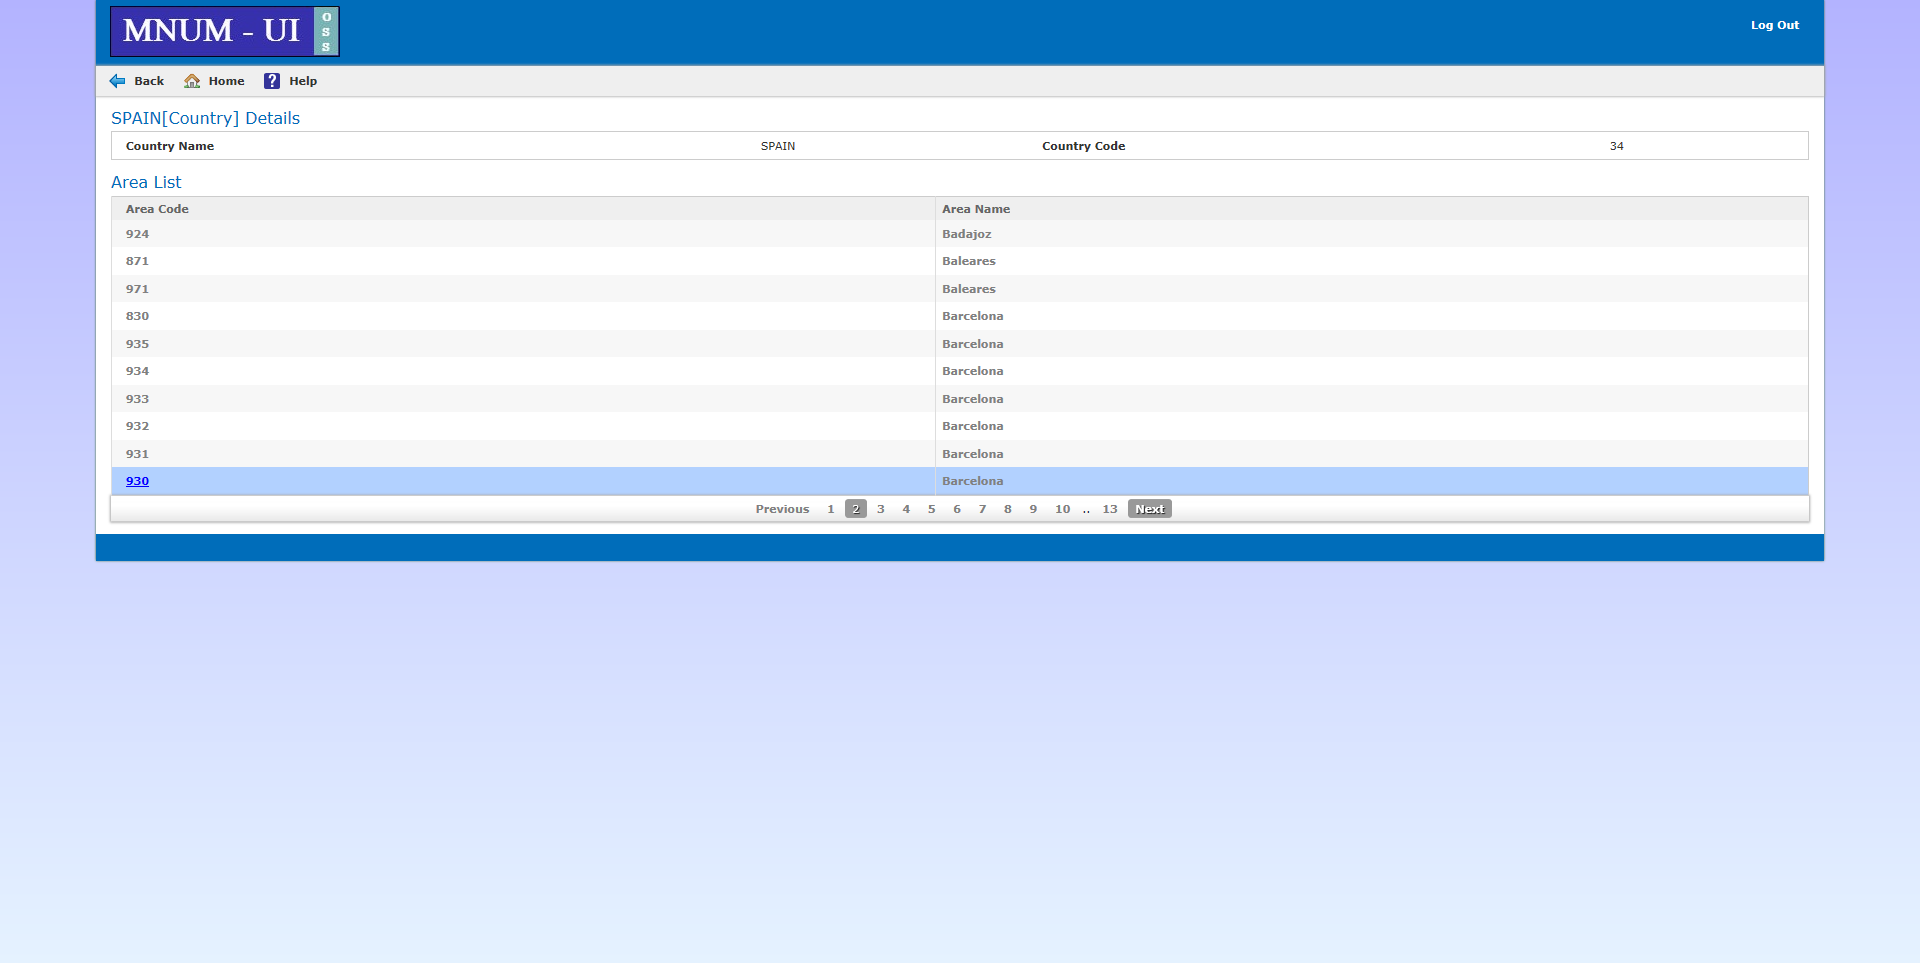 MNUM - UI
O
S
S
Log Out
Back Home Help
SPAIN[Country] Details
Country Name SPAIN Country Code 34
Area List
Area Code Area Name
924 Badajoz
871 Baleares
971 Baleares
830 Barcelona
935 Barcelona
934 Barcelona
933 Barcelona
932 Barcelona
931 Barcelona
930 Barcelona
Previous 1 2 3 4 5 6 7 8 9 10 .. 13 Next